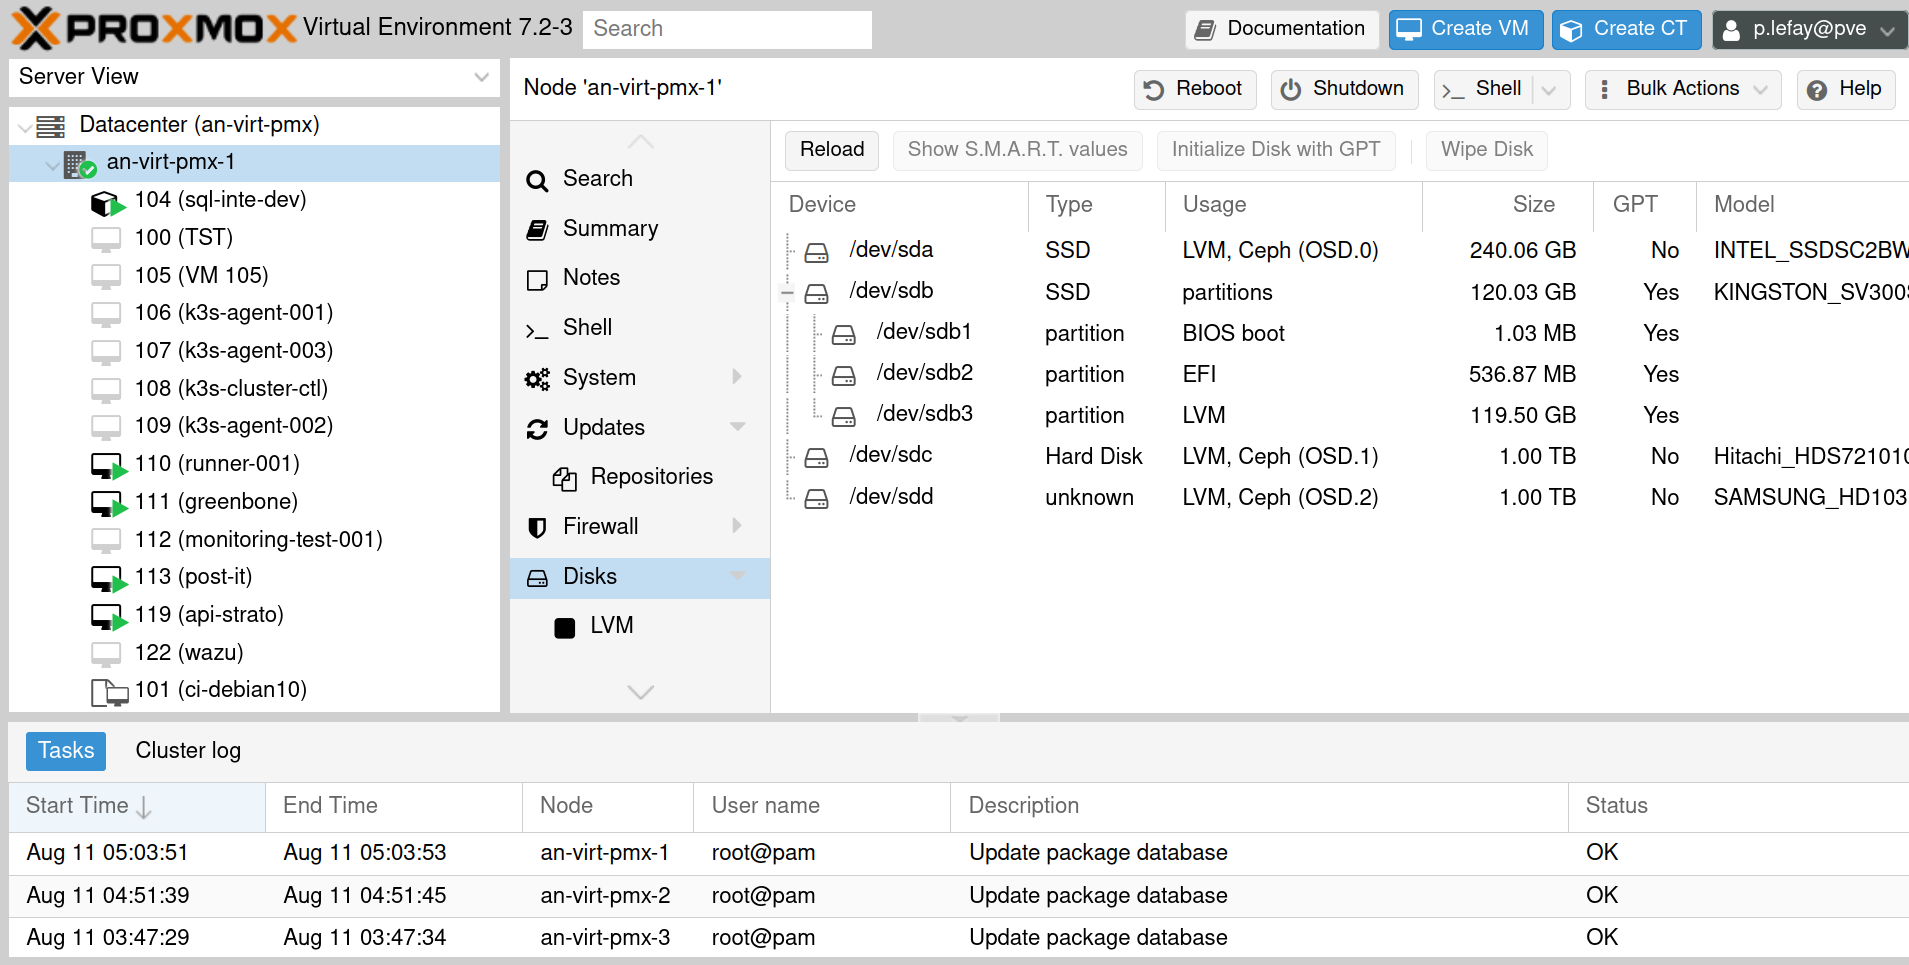 PROXMOX Virtual Environment 7.2-3 Search Documentation Create VM Create CT p.lefay@pve
Server View
Datacenter (an-virt-pmx)
an-virt-pmx-1
104 (sql-inte-dev)
100 (TST)
105 (VM 105)
106 (k3s-agent-001)
107 (k3s-agent-003)
108 (k3s-cluster-ctl)
109 (k3s-agent-002)
110 (runner-001)
111 (greenbone)
112 (monitoring-test-001)
113 (post-it)
119 (api-strato)
122 (wazu)
101 (ci-debian10)
Node 'an-virt-pmx-1' Reboot Shutdown Shell Bulk Actions Help
Search
Summary
Notes
Shell
System
Updates
Repositories
Firewall
Disks
LVM
Reload Show S.M.A.R.T. values Initialize Disk with GPT Wipe Disk
Device Type Usage Size GPT Model
/dev/sda SSD LVM, Ceph (OSD.0) 240.06 GB No INTEL_SSDSC2BW
/dev/sdb SSD partitions 120.03 GB Yes KINGSTON_SV300S
/dev/sdb1 partition BIOS boot 1.03 MB Yes
/dev/sdb2 partition EFI 536.87 MB Yes
/dev/sdb3 partition LVM 119.50 GB Yes
/dev/sdc Hard Disk LVM, Ceph (OSD.1) 1.00 TB No Hitachi_HDS721010
/dev/sdd unknown LVM, Ceph (OSD.2) 1.00 TB No SAMSUNG_HD103
Tasks Cluster log
Start Time End Time Node User name Description Status
Aug 11 05:03:51 Aug 11 05:03:53 an-virt-pmx-1 root@pam Update package database OK
Aug 11 04:51:39 Aug 11 04:51:45 an-virt-pmx-2 root@pam Update package database OK
Aug 11 03:47:29 Aug 11 03:47:34 an-virt-pmx-3 root@pam Update package database OK